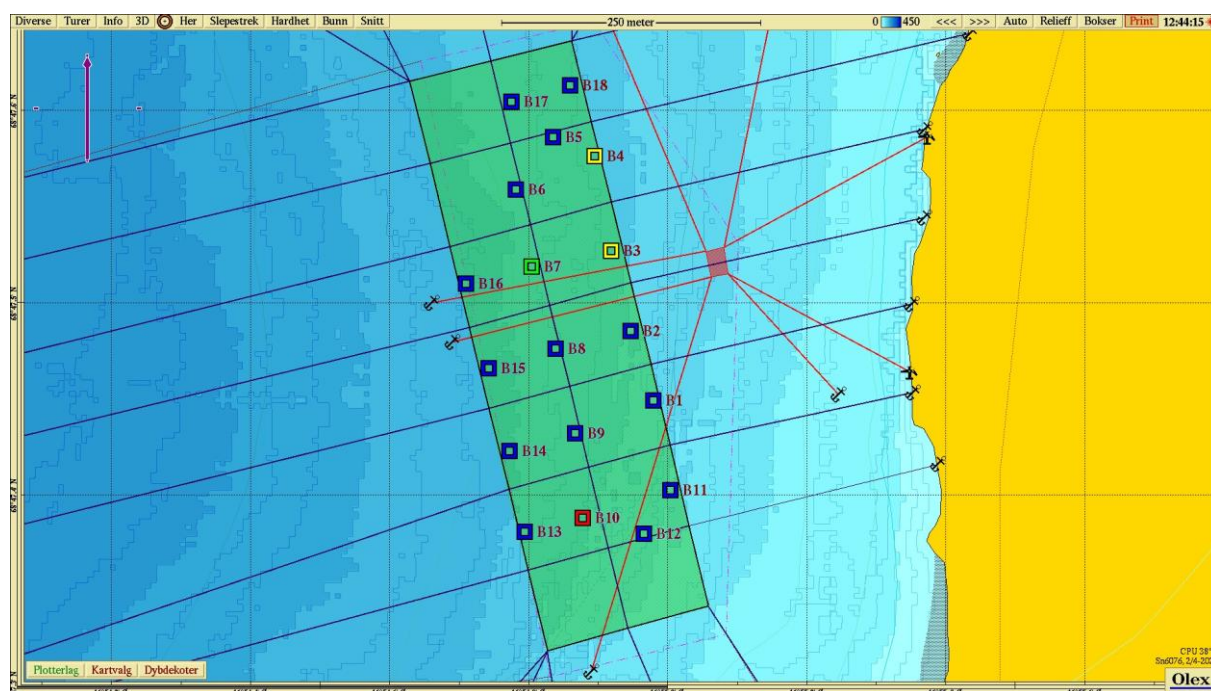 Diverse Turer Info 3D Her Slepestrek Hardhet Bunn Snitt 250 meter 0 450 <<< >>> Auto Relieff Bokser Print 12:44:15
B18
B17
B5
B4
B6
B3
B7
B16
B2
B8
B15
B1
B9
B14
B11
B10
B13
B12
CPU 38°
Plotterlag Kartvalg Dybdekoter
Olex